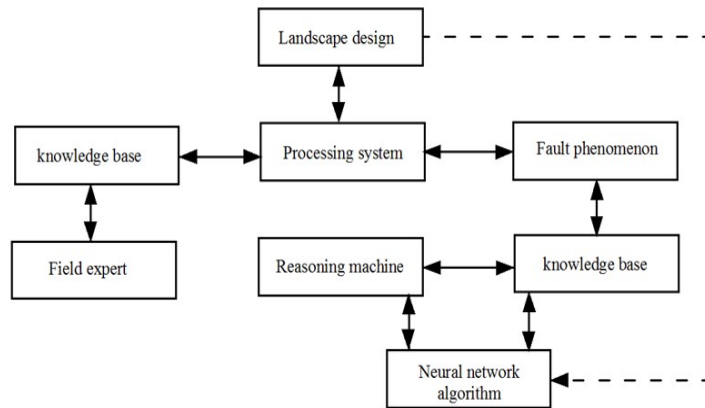 Landscape design
knowledge base
Processing system
Fault phenomenon
Field expert
Reasoning machine
knowledge base
Neural network
algorithm